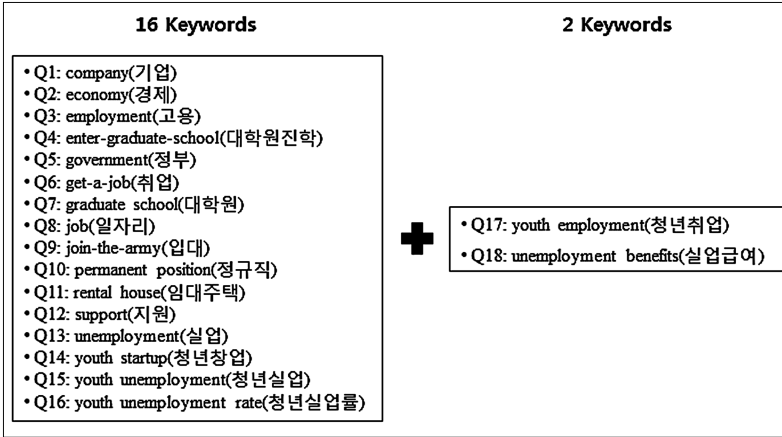 16 Keywords
• Q1: company(기업)
• Q2: economy(경제)
• Q3: employment(고용)
• Q4: enter-graduate-school(대학원진학)
• Q5: government(정부)
• Q6: get-a-job(취업)
• Q7: graduate school(대학원)
• Q8: job(일자리)
• Q9: join-the-army(입대)
• Q10: permanent position(정규직)
• Q11: rental house(임대주택)
• Q12: support(지원)
• Q13: unemployment(실업)
• Q14: youth startup(청년창업)
• Q15: youth unemployment(청년실업)
• Q16: youth unemployment rate(청년실업률)
2 Keywords
• Q17: youth employment(청년취업)
• Q18: unemployment benefits(실업급여)